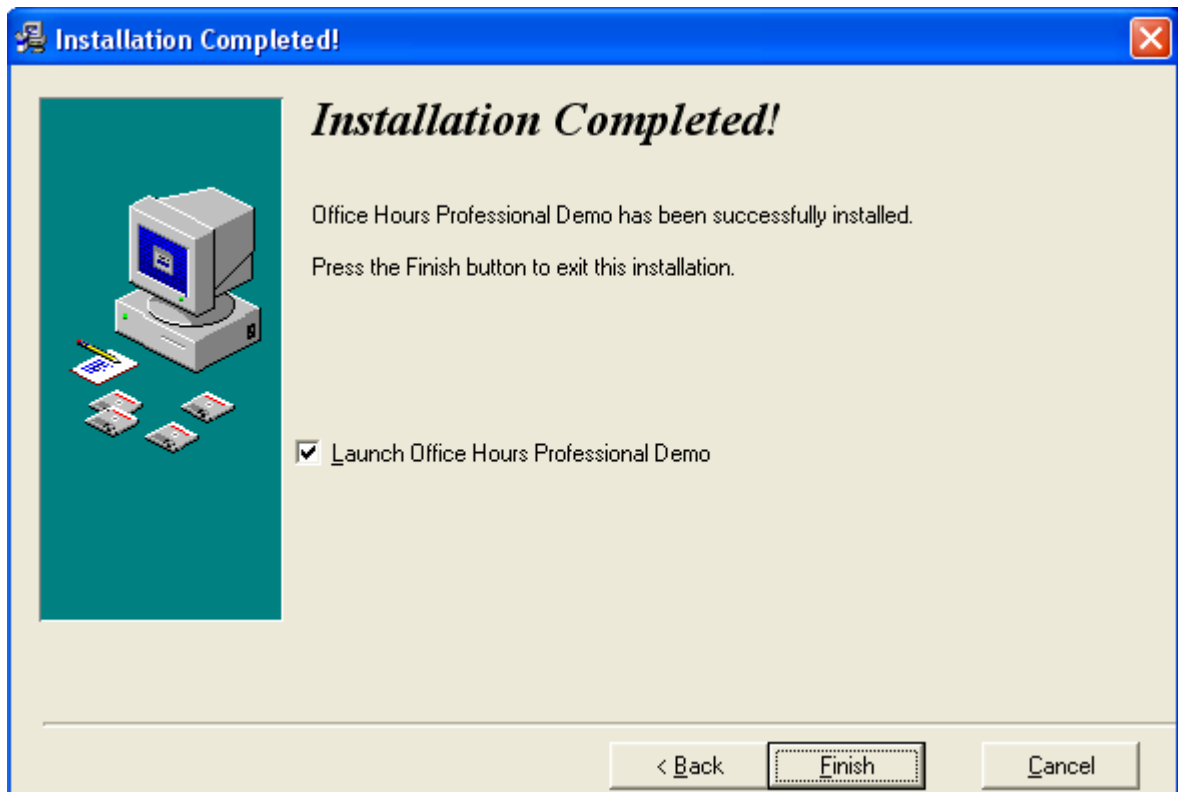 Installation Completed!
Installation Completed!
Office Hours Professional Demo has been successfully installed.
Press the Finish button to exit this installation.
Launch Office Hours Professional Demo
< Back
Finish
Cancel